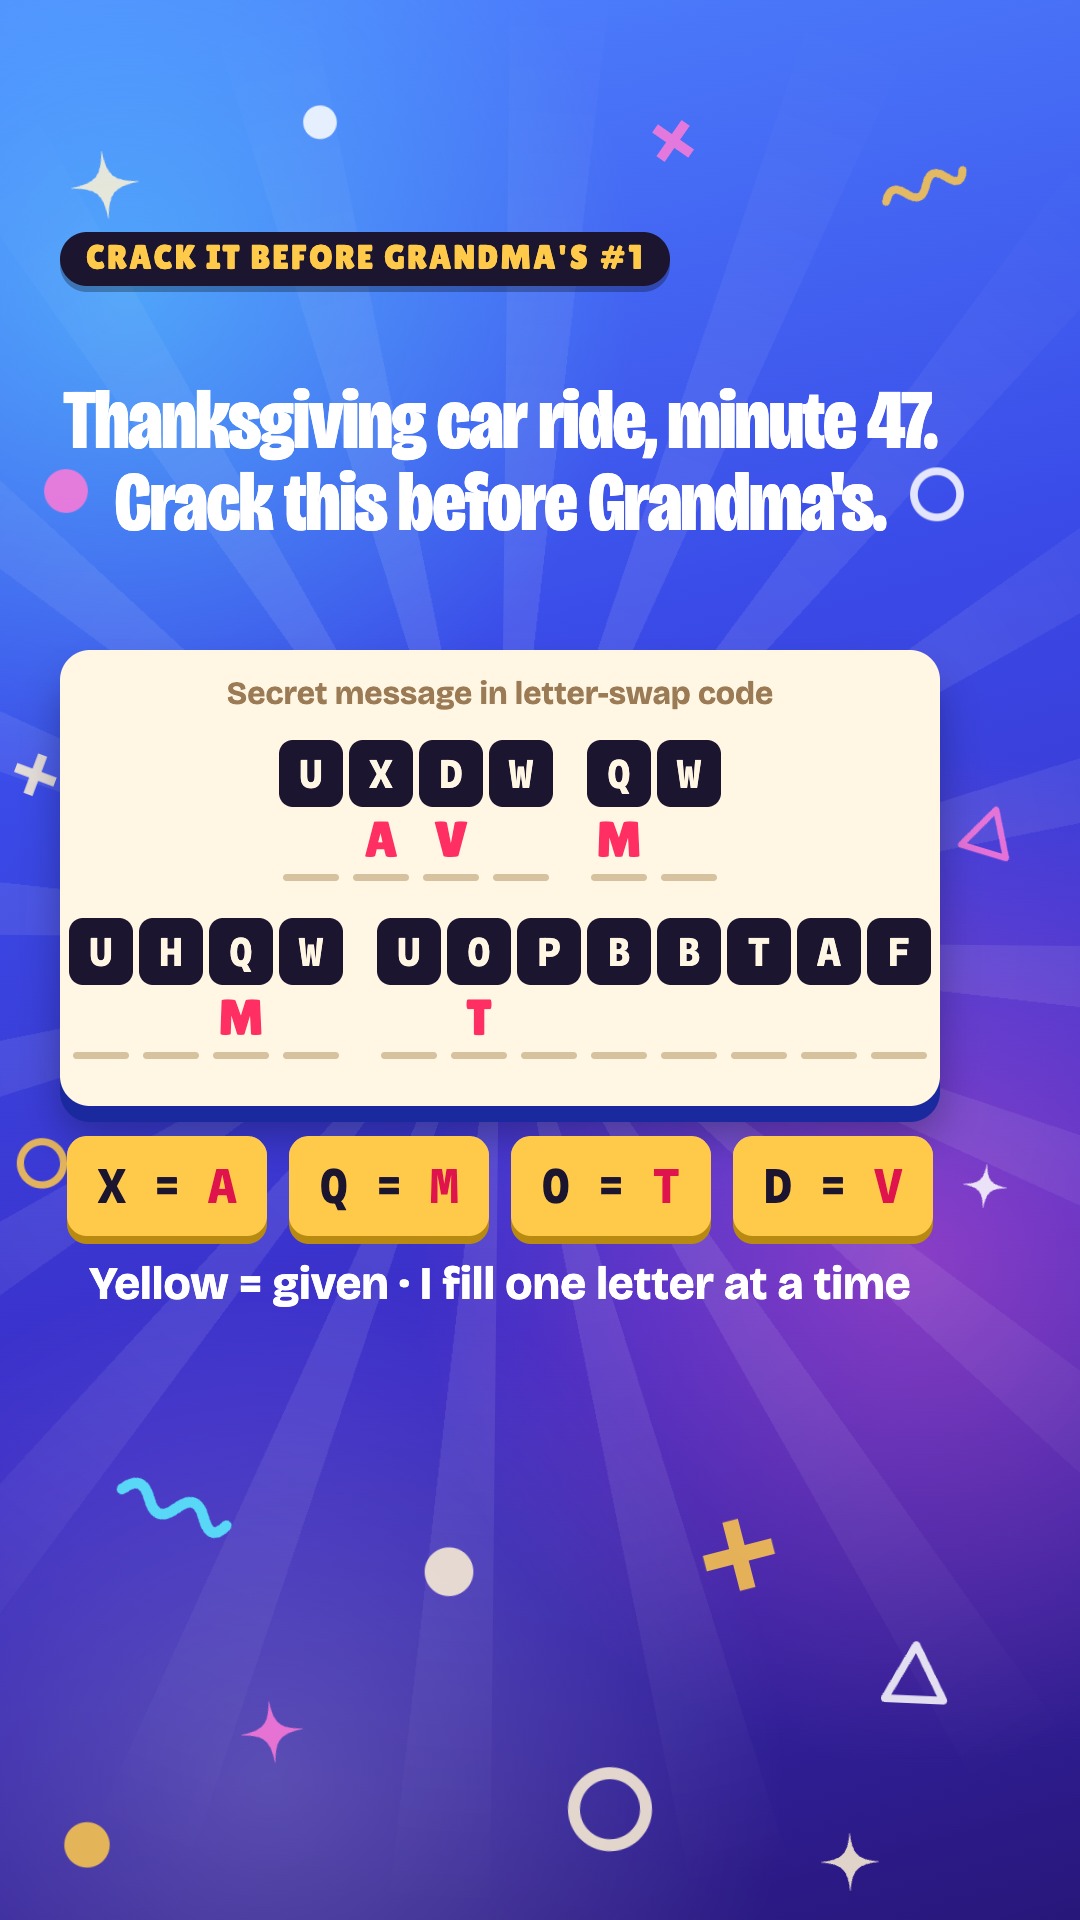 CRACK IT BEFORE GRANDMA'S #1
Thanksgiving car ride, minute 47.
Crack this before Grandma's.
Secret message in letter-swap code
U X D W Q W
A V M
U H Q W U O P B B T A F
M T
X = A Q = M O = T D = V
Yellow = given · I fill one letter at a time